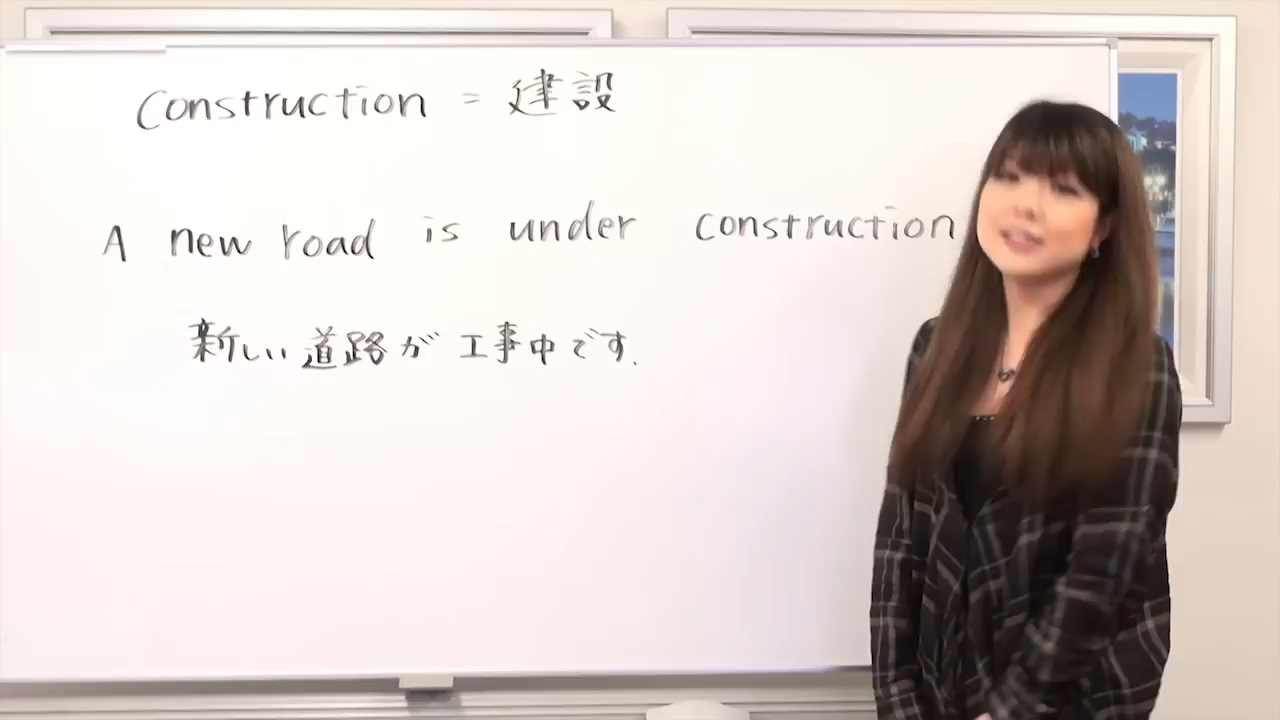 Construction = 建設
A new road is under construction
新しい道路が工事中です.